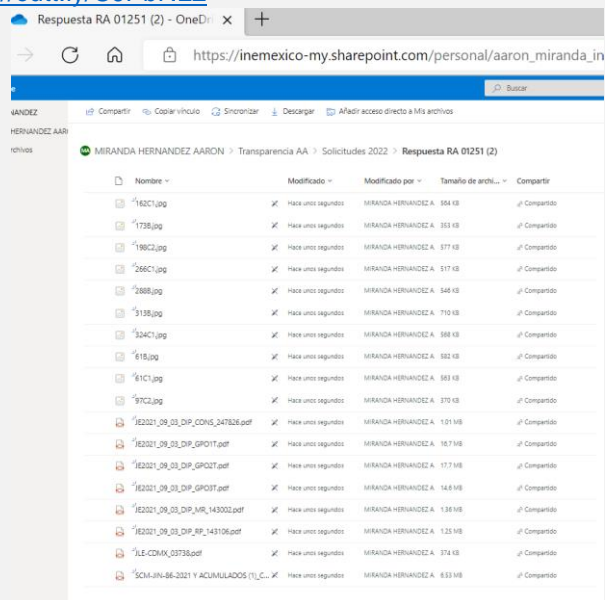 Respuesta RA 01251 (2) - OneDri
https://inemexico-my.sharepoint.com/personal/aaron_miranda_in
Buscar
Compartir Copiar vínculo Sincronizar Descargar Añadir acceso directo a Mis archivos
NANDEZ
HERNANDEZ AARÓ
rchivos
MA MIRANDA HERNANDEZ AARON > Transparencia AA > Solicitudes 2022 > Respuesta RA 01251 (2)
Nombre Modificado Modificado por Tamaño de archi... Compartir
162C1.jpg Hace unos segundos MIRANDA HERNANDEZ A 584 KB Compartido
173B.jpg Hace unos segundos MIRANDA HERNANDEZ A 353 KB Compartido
198C2.jpg Hace unos segundos MIRANDA HERNANDEZ A 577 KB Compartido
266C1.jpg Hace unos segundos MIRANDA HERNANDEZ A 517 KB Compartido
288B.jpg Hace unos segundos MIRANDA HERNANDEZ A 546 KB Compartido
313B.jpg Hace unos segundos MIRANDA HERNANDEZ A 710 KB Compartido
324C1.jpg Hace unos segundos MIRANDA HERNANDEZ A 568 KB Compartido
61B.jpg Hace unos segundos MIRANDA HERNANDEZ A 582 KB Compartido
61C1.jpg Hace unos segundos MIRANDA HERNANDEZ A 563 KB Compartido
97C2.jpg Hace unos segundos MIRANDA HERNANDEZ A 370 KB Compartido
JE2021_09_03_DIP_CONS_247826.pdf Hace unos segundos MIRANDA HERNANDEZ A 1.01 MB Compartido
JE2021_09_03_DIP_GPO1T.pdf Hace unos segundos MIRANDA HERNANDEZ A 16,7 MB Compartido
JE2021_09_03_DIP_GPO2T.pdf Hace unos segundos MIRANDA HERNANDEZ A 17,7 MB Compartido
JE2021_09_03_DIP_GPO3T.pdf Hace unos segundos MIRANDA HERNANDEZ A 14,8 MB Compartido
JE2021_09_03_DIP_MR_143002.pdf Hace unos segundos MIRANDA HERNANDEZ A 1.36 MB Compartido
JE2021_09_03_DIP_RP_143106.pdf Hace unos segundos MIRANDA HERNANDEZ A 1.25 MB Compartido
JLE-CDMX_03738.pdf Hace unos segundos MIRANDA HERNANDEZ A 374 KB Compartido
SCM-JIN-86-2021 Y ACUMULADOS (1)_C... Hace unos segundos MIRANDA HERNANDEZ A 6.53 MB Compartido